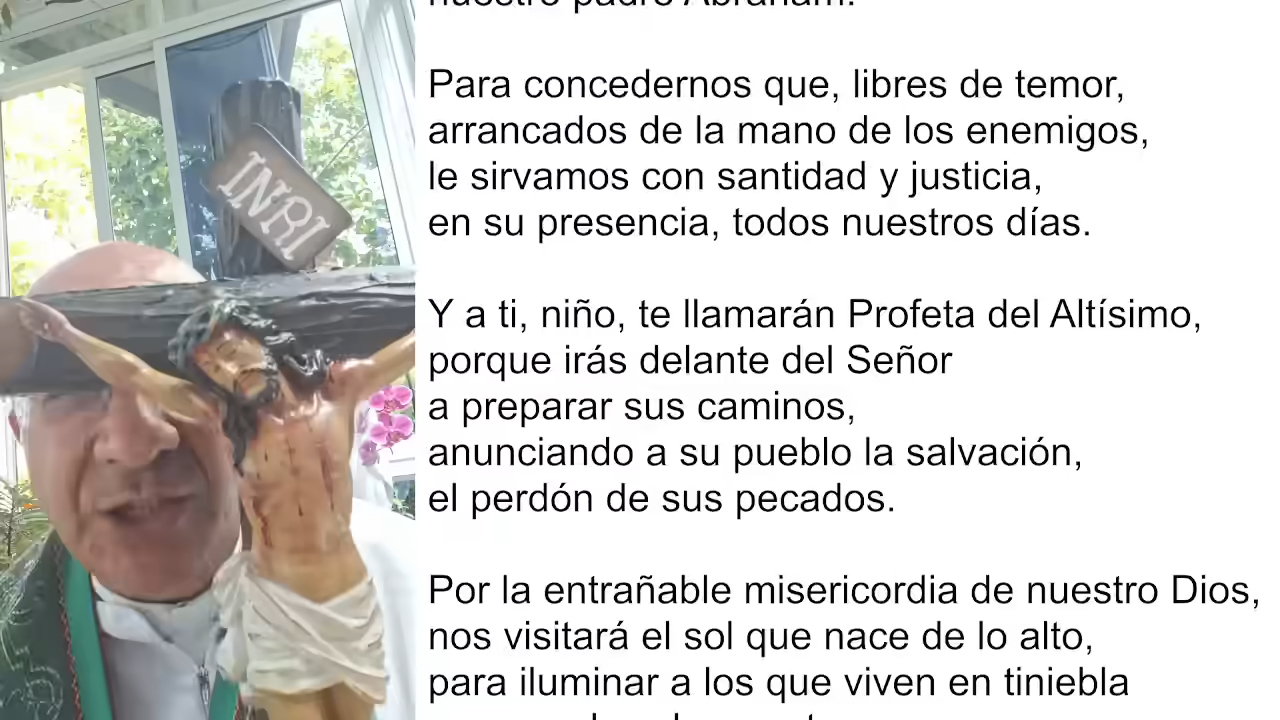 nuestro padre Abraham.
Para concedernos que, libres de temor,
arrancados de la mano de los enemigos,
le sirvamos con santidad y justicia,
en su presencia, todos nuestros días.
Y a ti, niño, te llamarán Profeta del Altísimo,
porque irás delante del Señor
a preparar sus caminos,
anunciando a su pueblo la salvación,
el perdón de sus pecados.
Por la entrañable misericordia de nuestro Dios,
nos visitará el sol que nace de lo alto,
para iluminar a los que viven en tiniebla
INRI